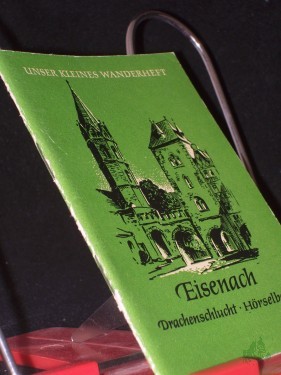 UNSER KLEINES WANDERHEFT
Eisenach
Drachenschlucht · Hörselb